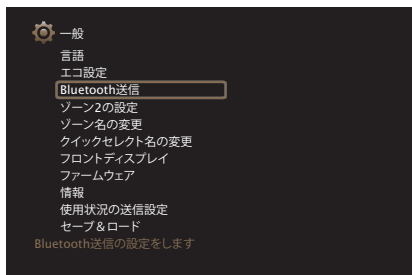 一般
言語
エコ設定
Bluetooth送信
ゾーン2の設定
ゾーン名の変更
クイックセレクト名の変更
フロントディスプレイ
ファームウェア
情報
使用状況の送信設定
セーブ＆ロード
Bluetooth送信の設定をします